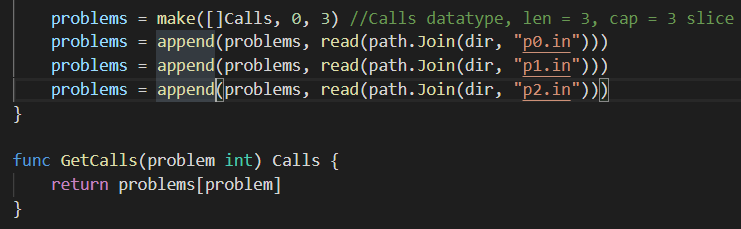 problems = make([]Calls, 0, 3) //Calls datatype, len = 3, cap = 3 slice
problems = append(problems, read(path.Join(dir, "p0.in")))
problems = append(problems, read(path.Join(dir, "p1.in")))
problems = append(problems, read(path.Join(dir, "p2.in")))
}
func GetCalls(problem int) Calls {
return problems[problem]
}